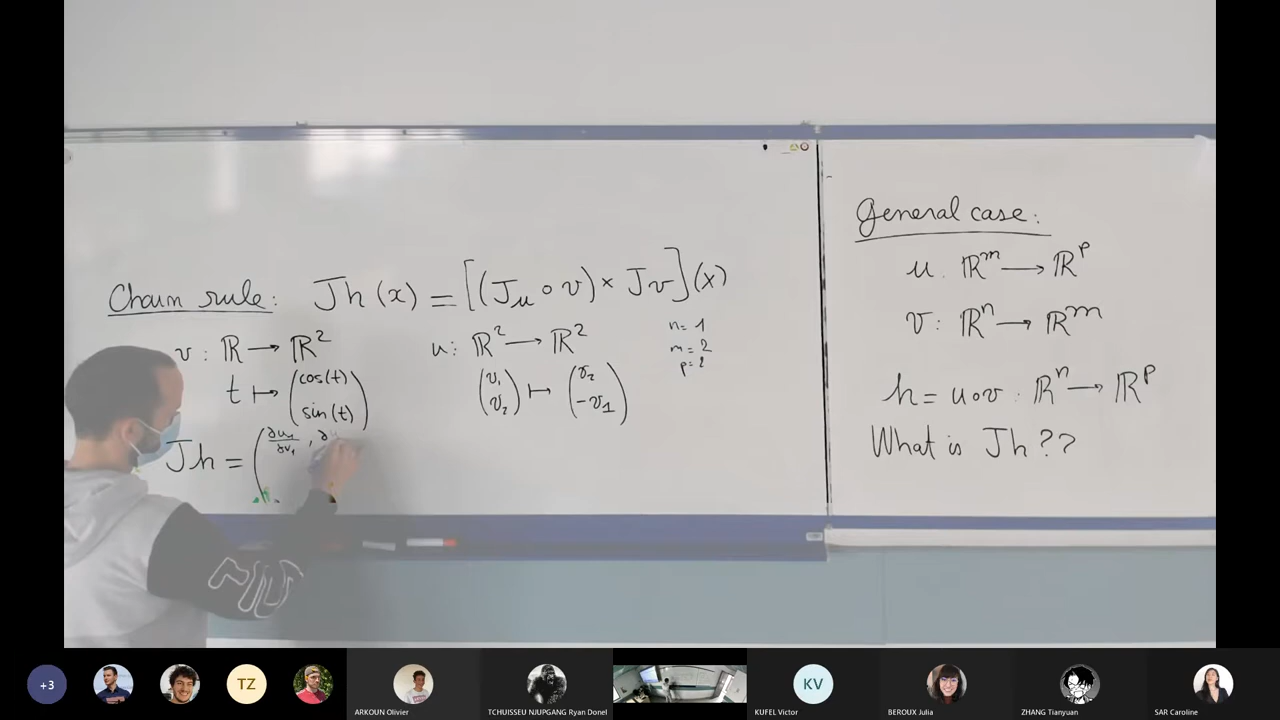 Chain rule: Jh(x) = [(J_u ∘ v) × Jv](x)
v : ℝ → ℝ²
u: ℝ² → ℝ²
n = 1
m = 2
p = 2
t ↦ (cos(t) sin(t))
(v₁ v₂) ↦ (v₂ -v₁)
Jh = (∂u₁/∂v₁ , ∂
General case:
u. ℝᵐ → ℝᵖ
v: ℝⁿ → ℝᵐ
h = u∘v : ℝⁿ → ℝᵖ
What is Jh??
+3
TZ
ARKOUN Olivier
TCHUISSEU NJUPGANG Ryan Donel
KV
KUFEL Victor
BEROUX Julia
ZHANG Tianyuan
SAR Caroline